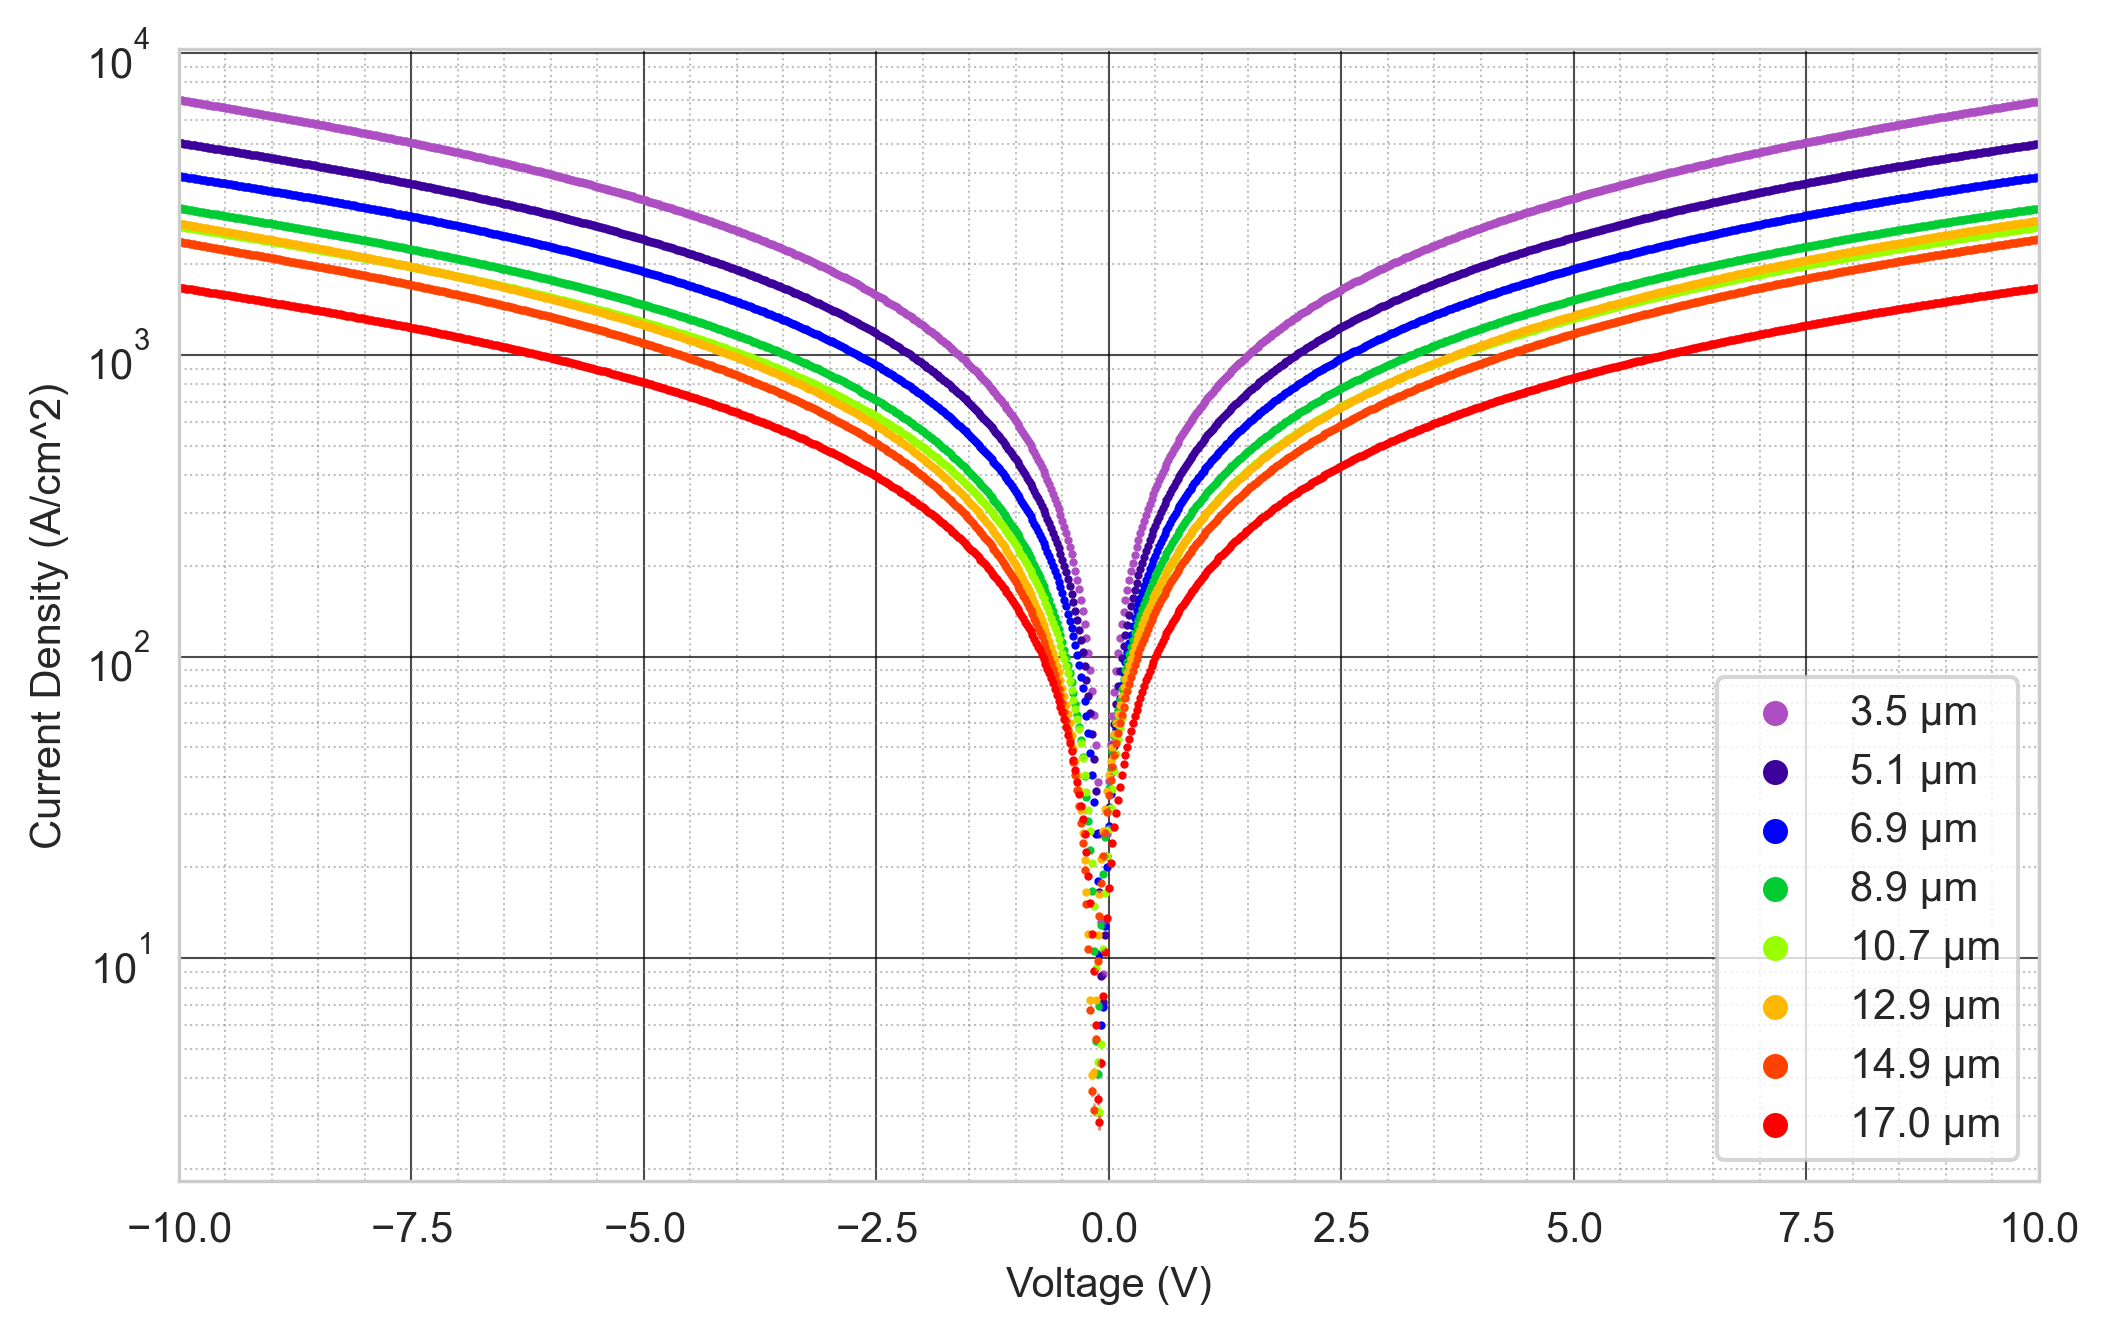 10^4
10^3
10^2
10^1
Current Density (A/cm^2)
−10.0 −7.5 −5.0 −2.5 0.0 2.5 5.0 7.5 10.0
Voltage (V)
3.5 µm
5.1 µm
6.9 µm
8.9 µm
10.7 µm
12.9 µm
14.9 µm
17.0 µm